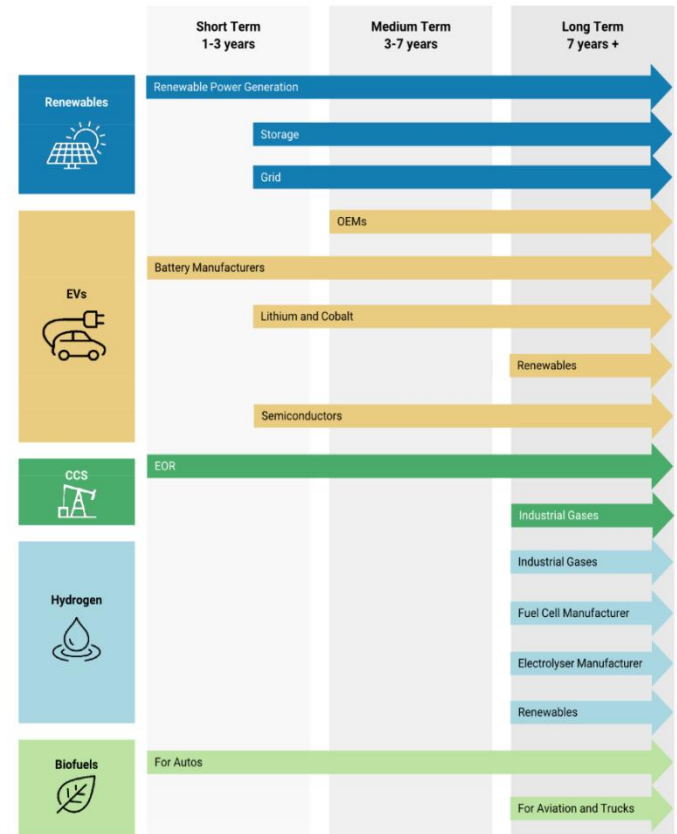 Short Term
1-3 years
Medium Term
3-7 years
Long Term
7 years +
Renewables
Renewable Power Generation
Storage
Grid
EVs
OEMs
Battery Manufacturers
Lithium and Cobalt
Renewables
Semiconductors
CCS
EOR
Industrial Gases
Hydrogen
Industrial Gases
Fuel Cell Manufacturer
Electrolyser Manufacturer
Renewables
Biofuels
For Autos
For Aviation and Trucks